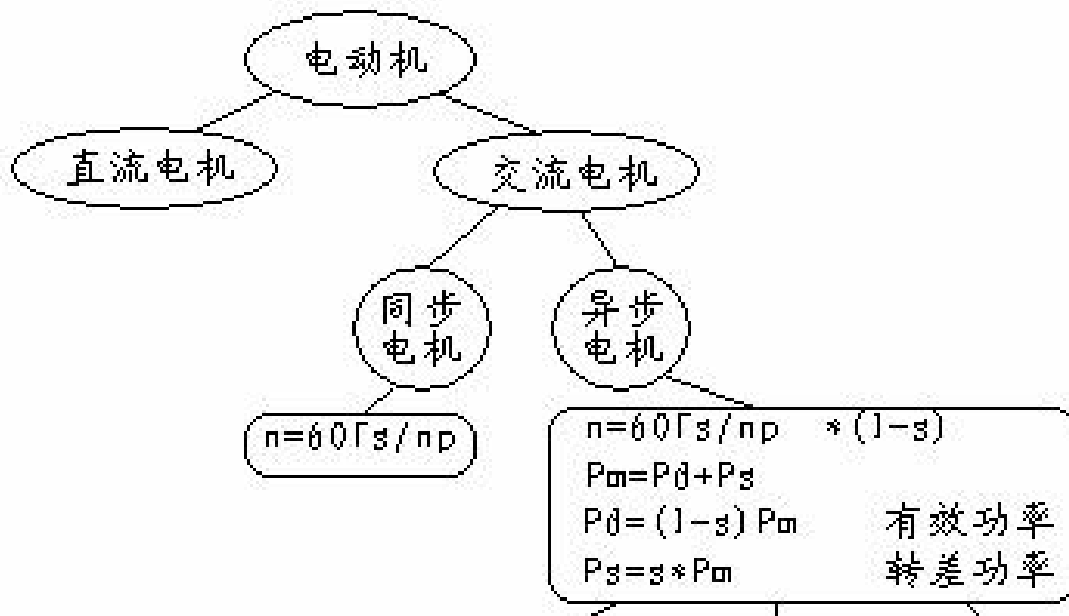 电动机
直流电机
交流电机
同步
电机
异步
电机
n=60fs/np
n=60fs/np *(1-s)
Pm=Pd+Ps
Pd=(1-s)Pm 有效功率
Ps=s*Pm 转差功率